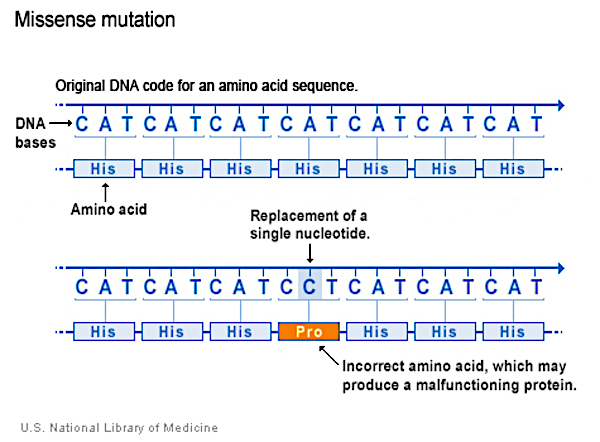 Missense mutation
Original DNA code for an amino acid sequence.
DNA bases
C A T C A T C A T C A T C A T C A T C A T
His His His His His His His
Amino acid
Replacement of a
single nucleotide.
C A T C A T C A T C C T C A T C A T C A T
His His His Pro His His His
Incorrect amino acid, which may
produce a malfunctioning protein.
U.S. National Library of Medicine